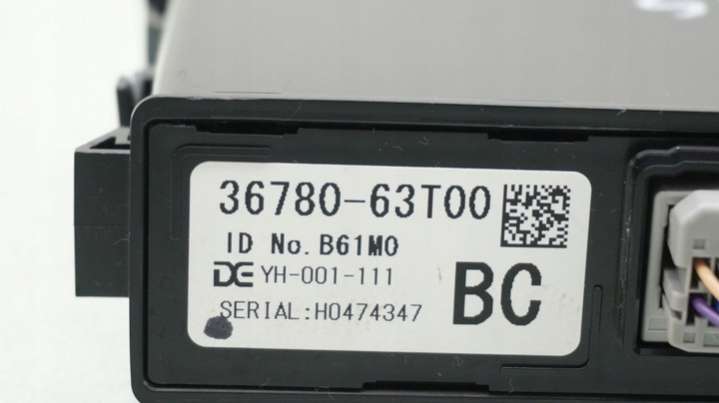 36780-63T00
ID No. B61M0
DE YH-001-111
SERIAL:H0474347
BC